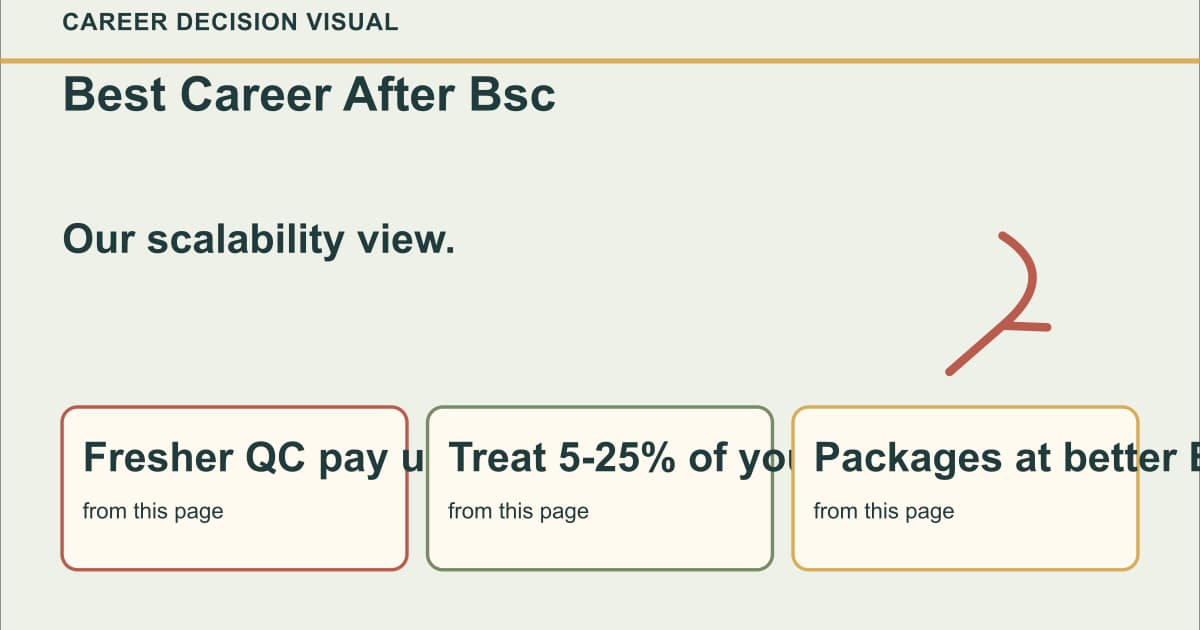 CAREER DECISION VISUAL
Best Career After Bsc
Our scalability view.
Fresher QC pay u
Treat 5-25% of you
Packages at better
from this page
from this page
from this page